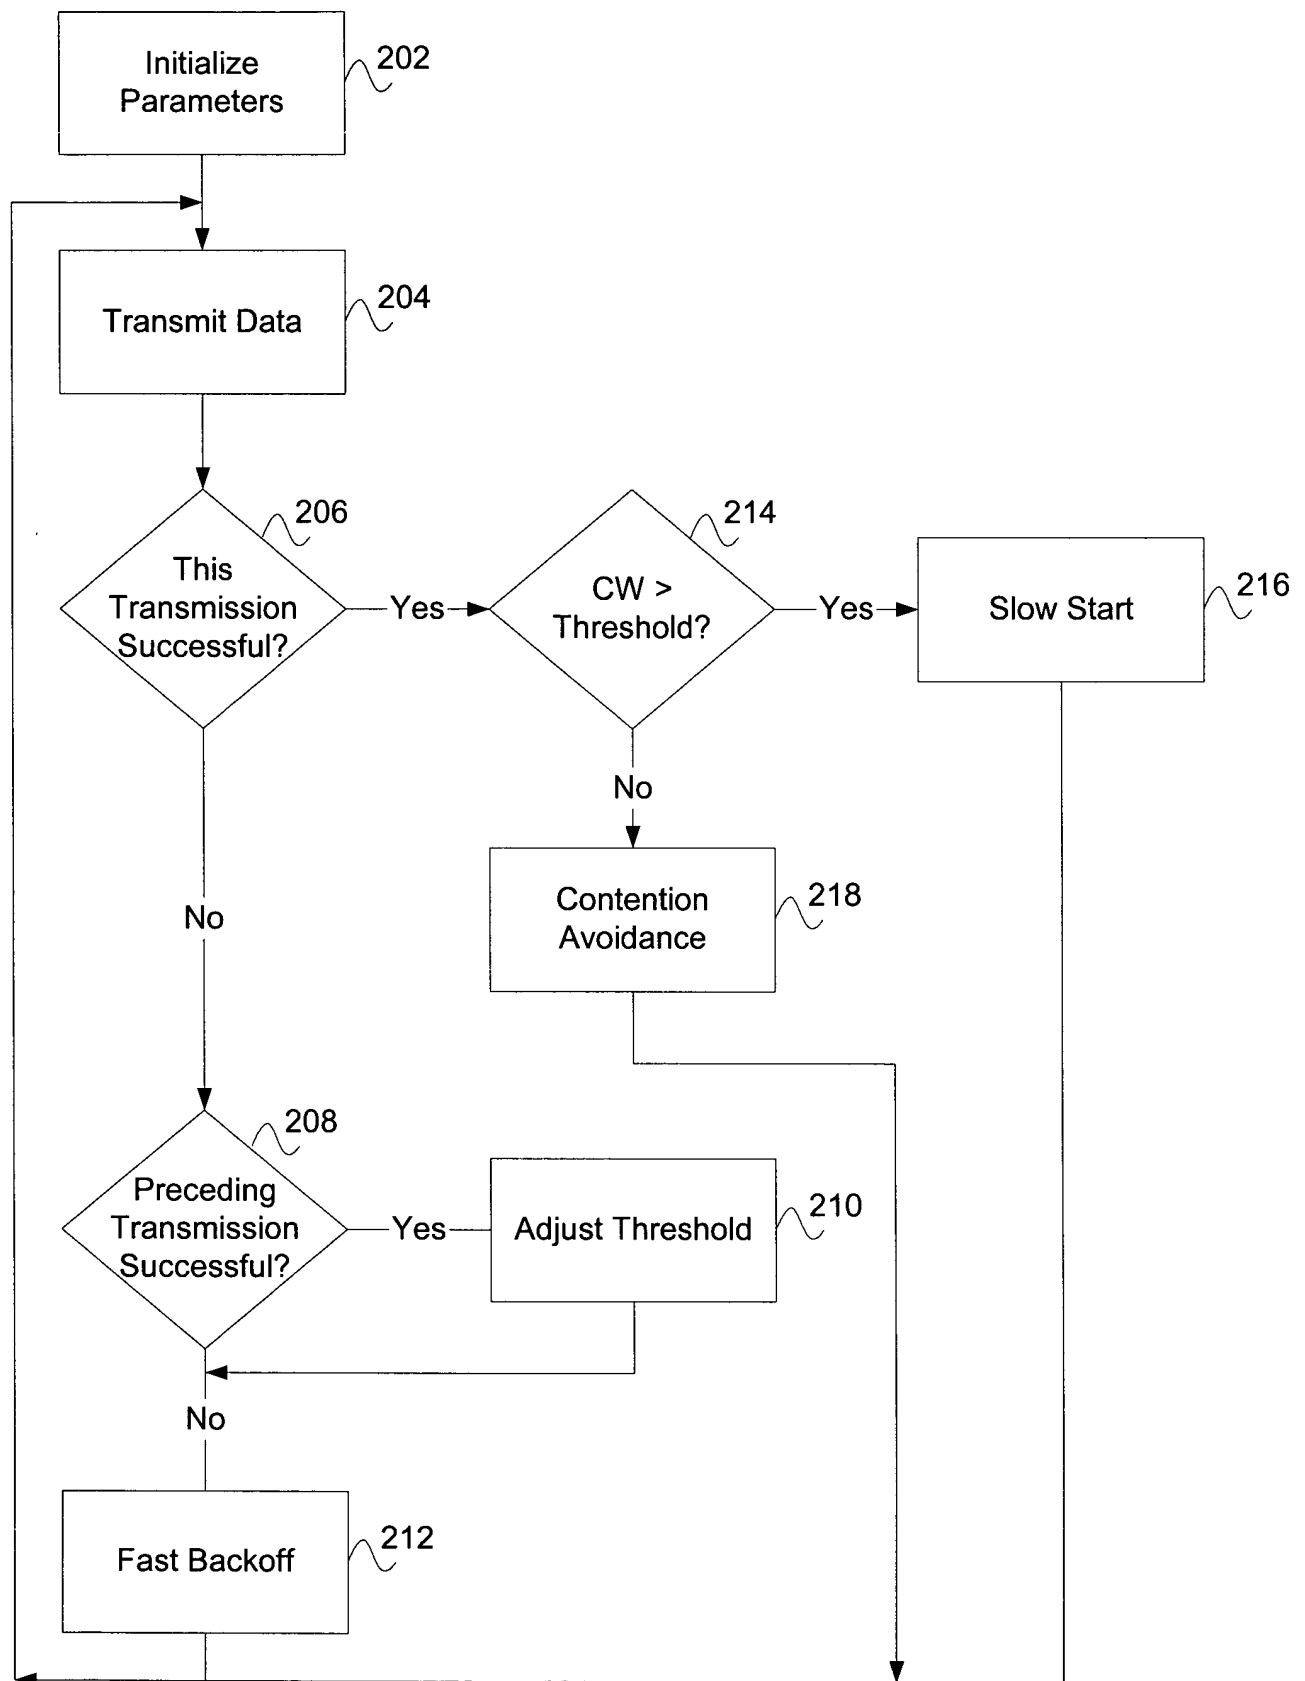 Initialize
Parameters
202
Transmit Data
204
This
Transmission
Successful?
206
Yes
CW >
Threshold?
214
Yes
Slow Start
216
No
Contention
Avoidance
218
No
Preceding
Transmission
Successful?
208
Yes
Adjust Threshold
210
No
Fast Backoff
212